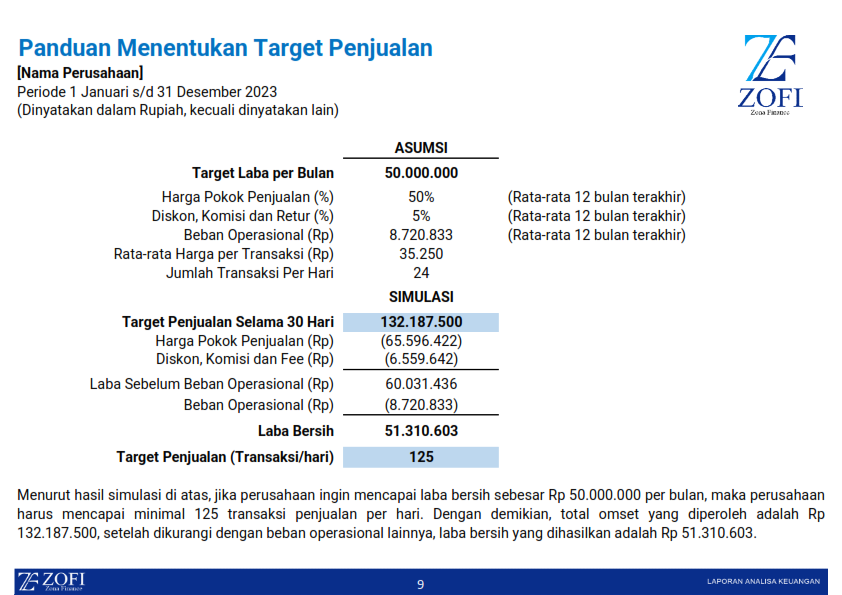 Panduan Menentukan Target Penjualan
[Nama Perusahaan]
Periode 1 Januari s/d 31 Desember 2023
(Dinyatakan dalam Rupiah, kecuali dinyatakan lain)
ZOFI
Zona Finance
ASUMSI
Target Laba per Bulan 50.000.000
Harga Pokok Penjualan (%) 50% (Rata-rata 12 bulan terakhir)
Diskon, Komisi dan Retur (%) 5% (Rata-rata 12 bulan terakhir)
Beban Operasional (Rp) 8.720.833 (Rata-rata 12 bulan terakhir)
Rata-rata Harga per Transaksi (Rp) 35.250
Jumlah Transaksi Per Hari 24
SIMULASI
Target Penjualan Selama 30 Hari 132.187.500
Harga Pokok Penjualan (Rp) (65.596.422)
Diskon, Komisi dan Fee (Rp) (6.559.642)
Laba Sebelum Beban Operasional (Rp) 60.031.436
Beban Operasional (Rp) (8.720.833)
Laba Bersih 51.310.603
Target Penjualan (Transaksi/hari) 125
Menurut hasil simulasi di atas, jika perusahaan ingin mencapai laba bersih sebesar Rp 50.000.000 per bulan, maka perusahaan
harus mencapai minimal 125 transaksi penjualan per hari. Dengan demikian, total omset yang diperoleh adalah Rp
132.187.500, setelah dikurangi dengan beban operasional lainnya, laba bersih yang dihasilkan adalah Rp 51.310.603.
ZOFI
Zona Finance
9
LAPORAN ANALISA KEUANGAN